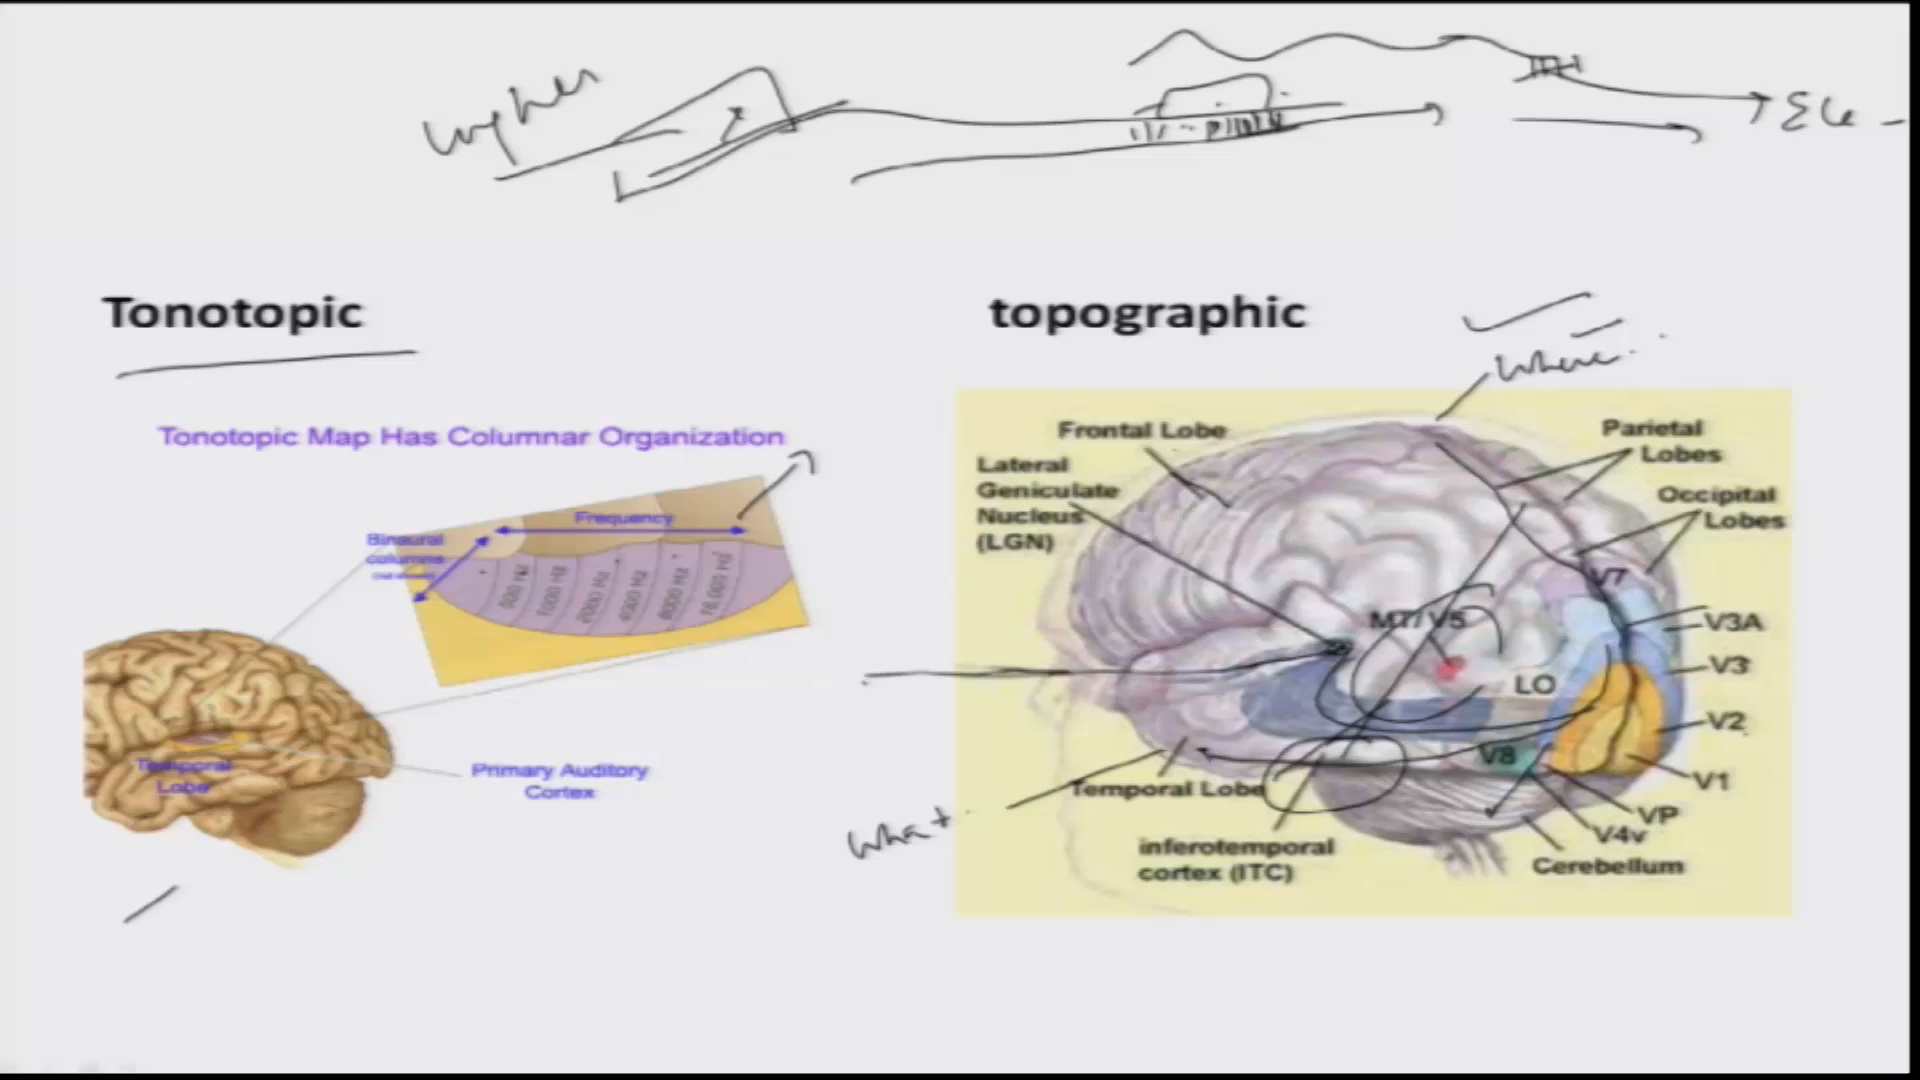 Higher
Ele -
Tonotopic
topographic
Where..
Tonotopic Map Has Columnar Organization
Frequency
Binaural
columns
500 Hz
1000 Hz
2000 Hz
4000 Hz
8000 Hz
16,000 Hz
Temporal
Lobe
Primary Auditory
Cortex
Frontal Lobe
Lateral
Geniculate
Nucleus
(LGN)
Parietal
Lobes
Occipital
Lobes
V7
MT/V5
V3A
V3
LO
V2
V8
V1
Temporal Lobe
VP
V4v
What.
inferotemporal
cortex (ITC)
Cerebellum